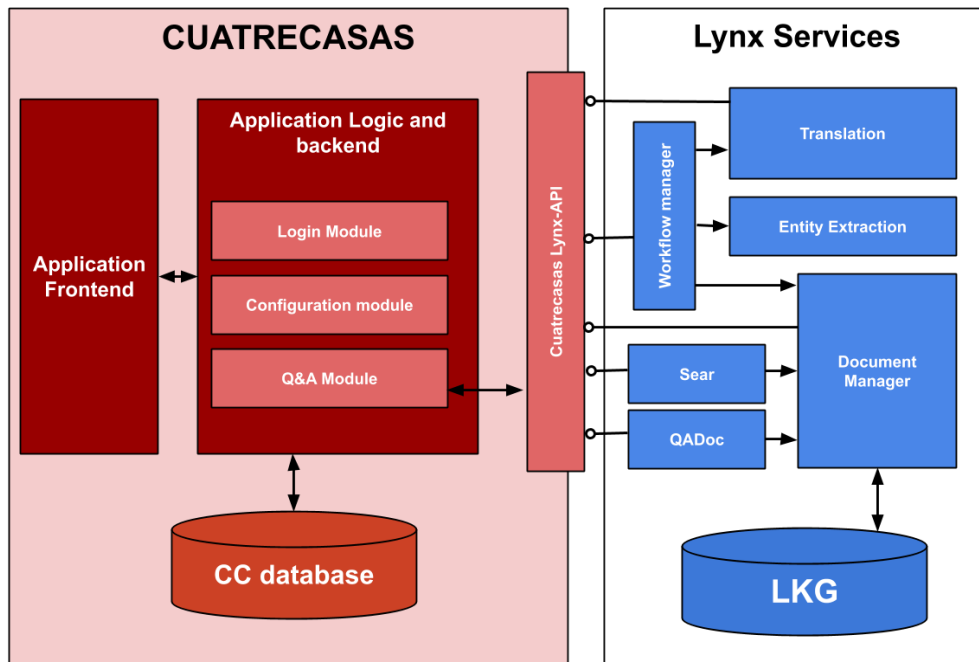 CUATRECASAS
Lynx Services
Application Logic and
backend
Login Module
Configuration module
Q&A Module
Application
Frontend
CC database
Cuatrecasas Lynx-API
Workflow manager
Translation
Entity Extraction
Document
Manager
Sear
QADoc
LKG